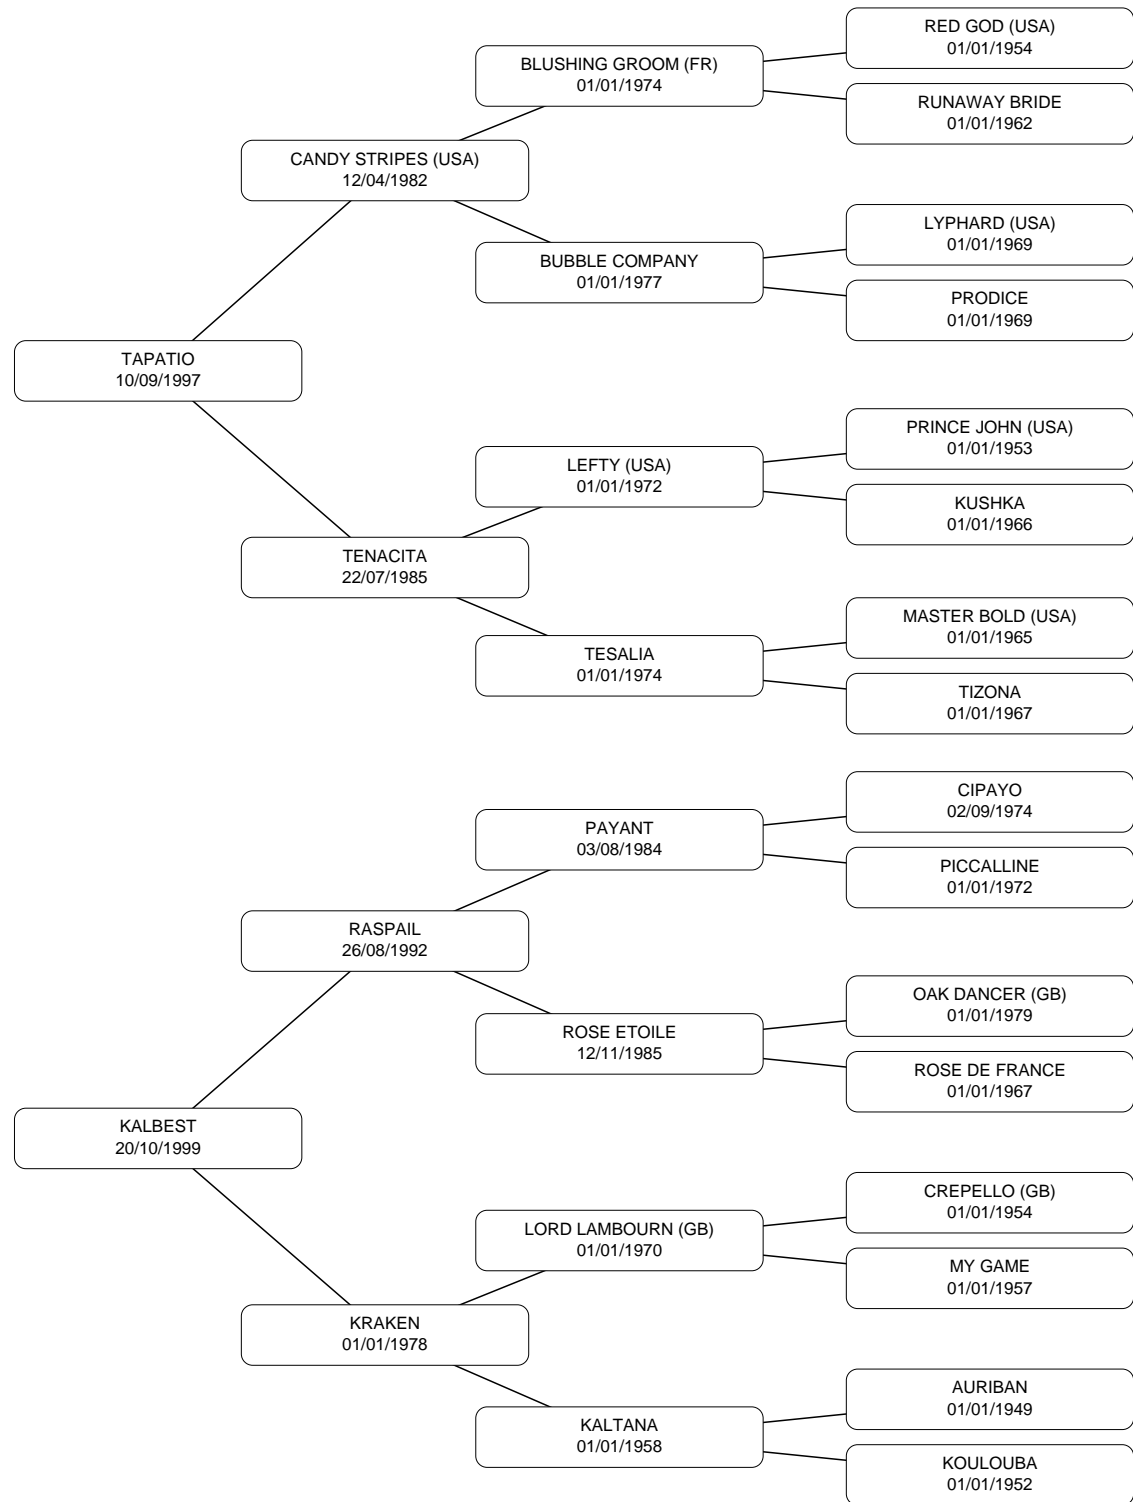 RED GOD (USA)
01/01/1954
BLUSHING GROOM (FR)
01/01/1974
RUNAWAY BRIDE
01/01/1962
CANDY STRIPES (USA)
12/04/1982
LYPHARD (USA)
01/01/1969
BUBBLE COMPANY
01/01/1977
PRODICE
01/01/1969
TAPATIO
10/09/1997
PRINCE JOHN (USA)
01/01/1953
LEFTY (USA)
01/01/1972
KUSHKA
01/01/1966
TENACITA
22/07/1985
MASTER BOLD (USA)
01/01/1965
TESALIA
01/01/1974
TIZONA
01/01/1967
CIPAYO
02/09/1974
PAYANT
03/08/1984
PICCALLINE
01/01/1972
RASPAIL
26/08/1992
OAK DANCER (GB)
01/01/1979
ROSE ETOILE
12/11/1985
ROSE DE FRANCE
01/01/1967
KALBEST
20/10/1999
CREPELLO (GB)
01/01/1954
LORD LAMBOURN (GB)
01/01/1970
MY GAME
01/01/1957
KRAKEN
01/01/1978
AURIBAN
01/01/1949
KALTANA
01/01/1958
KOULOUBA
01/01/1952